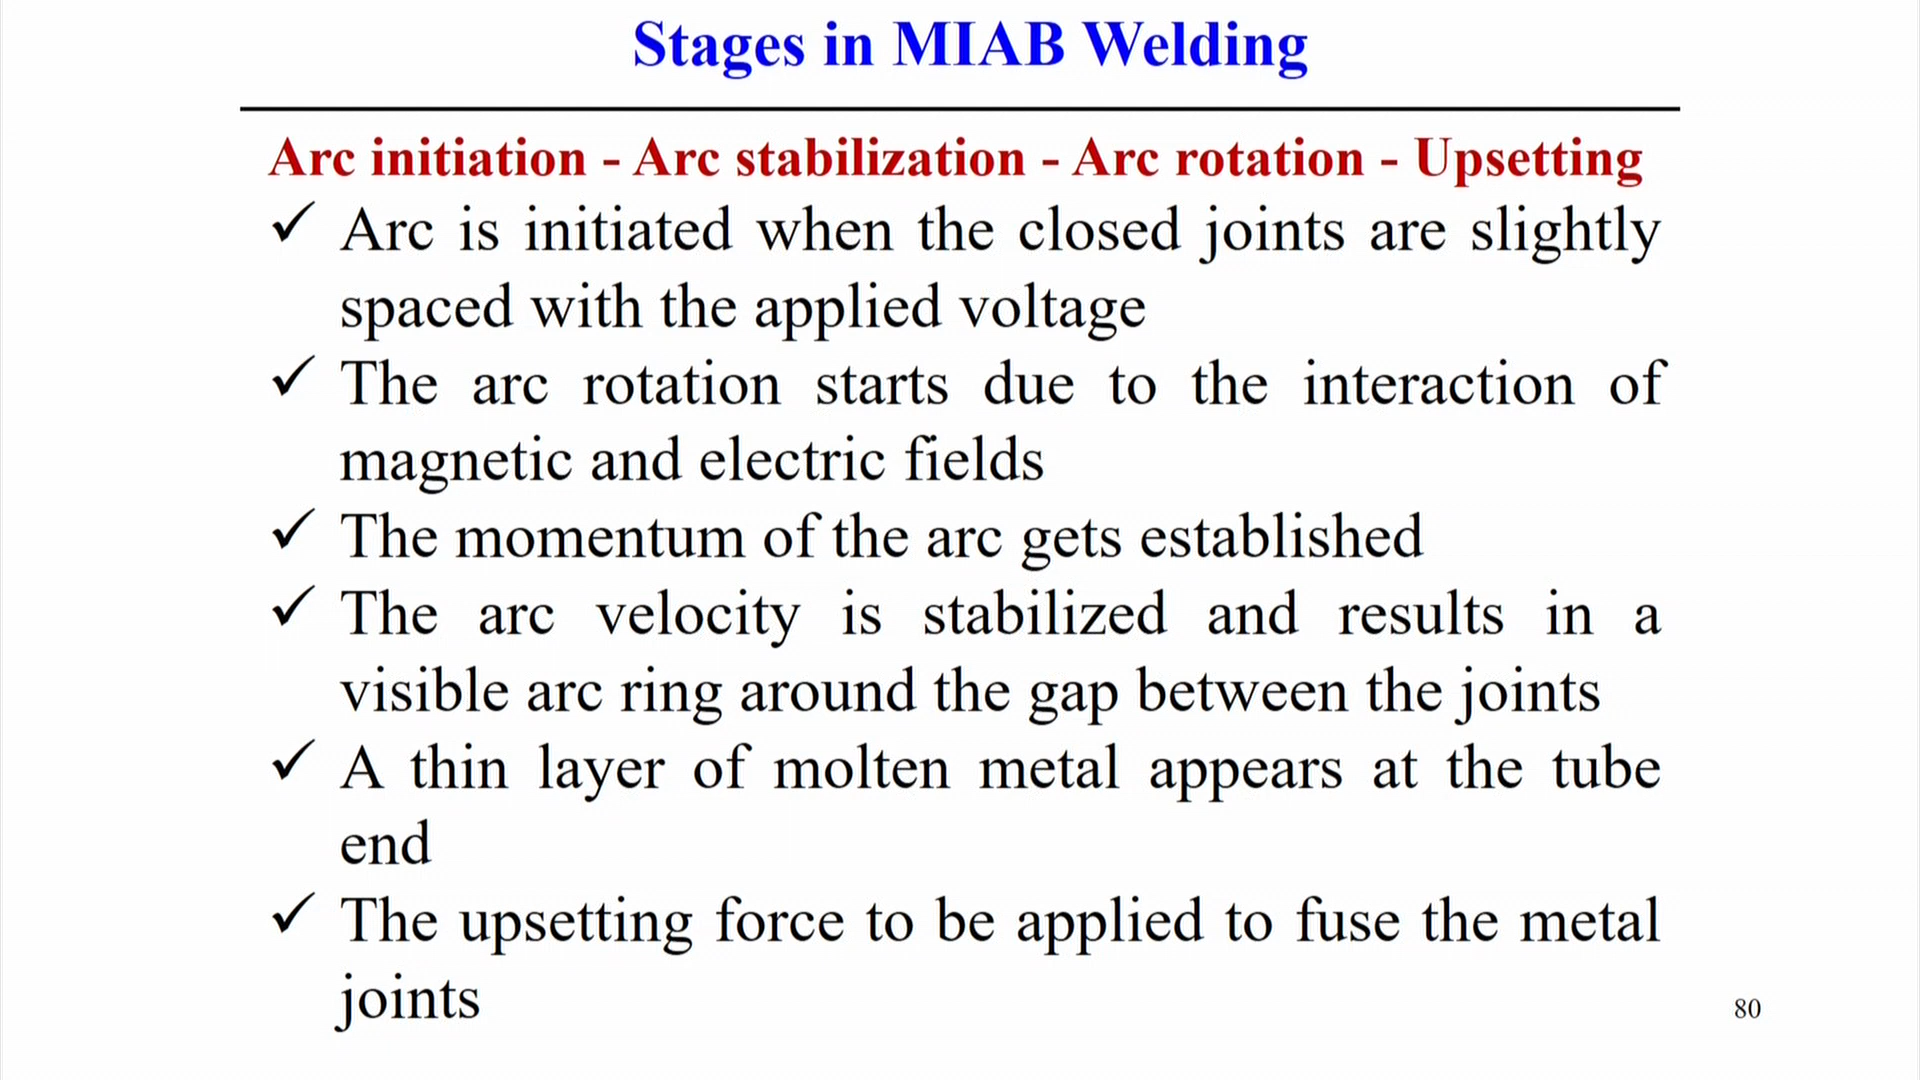 Stages in MIAB Welding
Arc initiation - Arc stabilization - Arc rotation - Upsetting
✓ Arc is initiated when the closed joints are slightly
spaced with the applied voltage
✓ The arc rotation starts due to the interaction of
magnetic and electric fields
✓ The momentum of the arc gets established
✓ The arc velocity is stabilized and results in a
visible arc ring around the gap between the joints
✓ A thin layer of molten metal appears at the tube
end
✓ The upsetting force to be applied to fuse the metal
joints
80